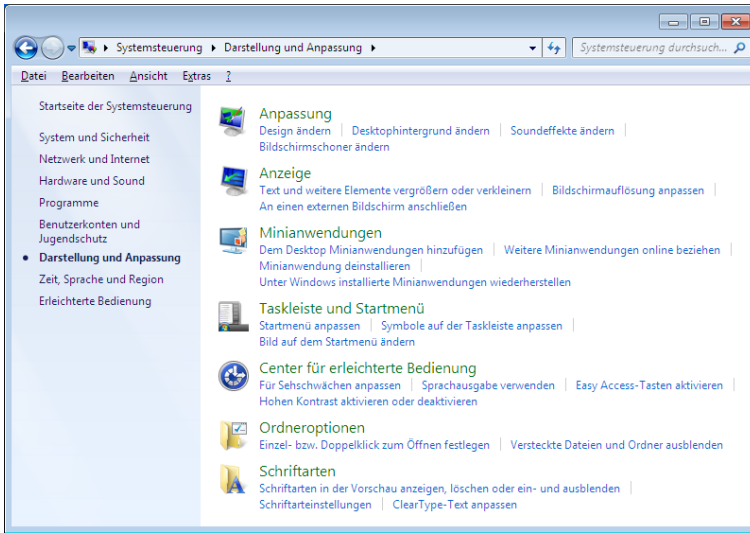 Systemsteuerung Darstellung und Anpassung Systemsteuerung durchsuch...
Datei Bearbeiten Ansicht Extras ?
Startseite der Systemsteuerung
System und Sicherheit
Netzwerk und Internet
Hardware und Sound
Programme
Benutzerkonten und
Jugendschutz
Darstellung und Anpassung
Zeit, Sprache und Region
Erleichterte Bedienung
Anpassung
Design ändern Desktophintergrund ändern Soundeffekte ändern
Bildschirmschoner ändern
Anzeige
Text und weitere Elemente vergrößern oder verkleinern Bildschirmauflösung anpassen
An einen externen Bildschirm anschließen
Minianwendungen
Dem Desktop Minianwendungen hinzufügen Weitere Minianwendungen online beziehen
Minianwendung deinstallieren
Unter Windows installierte Minianwendungen wiederherstellen
Taskleiste und Startmenü
Startmenü anpassen Symbole auf der Taskleiste anpassen
Bild auf dem Startmenü ändern
Center für erleichterte Bedienung
Für Sehschwächen anpassen Sprachausgabe verwenden Easy Access-Tasten aktivieren
Hohen Kontrast aktivieren oder deaktivieren
Ordneroptionen
Einzel- bzw. Doppelklick zum Öffnen festlegen Versteckte Dateien und Ordner ausblenden
Schriftarten
Schriftarten in der Vorschau anzeigen, löschen oder ein- und ausblenden
Schriftarteinstellungen ClearType-Text anpassen